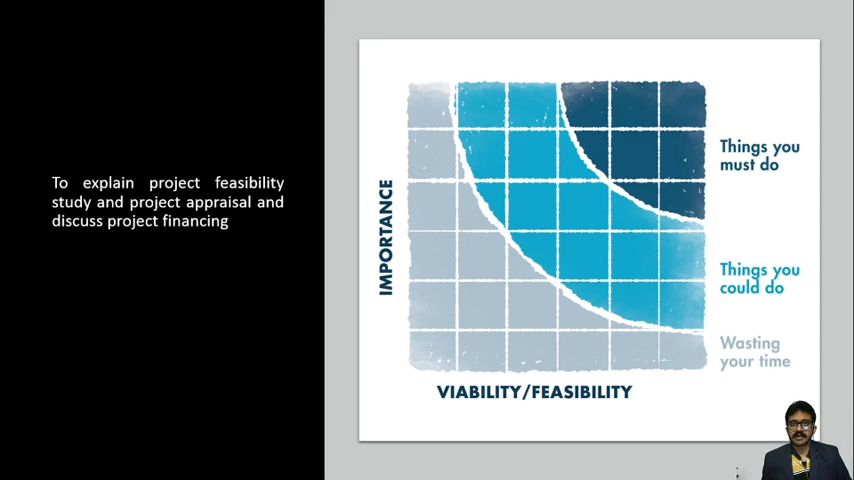 To explain project feasibility
study and project appraisal and
discuss project financing
IMPORTANCE
Things you
must do
Things you
could do
Wasting
your time
VIABILITY/FEASIBILITY